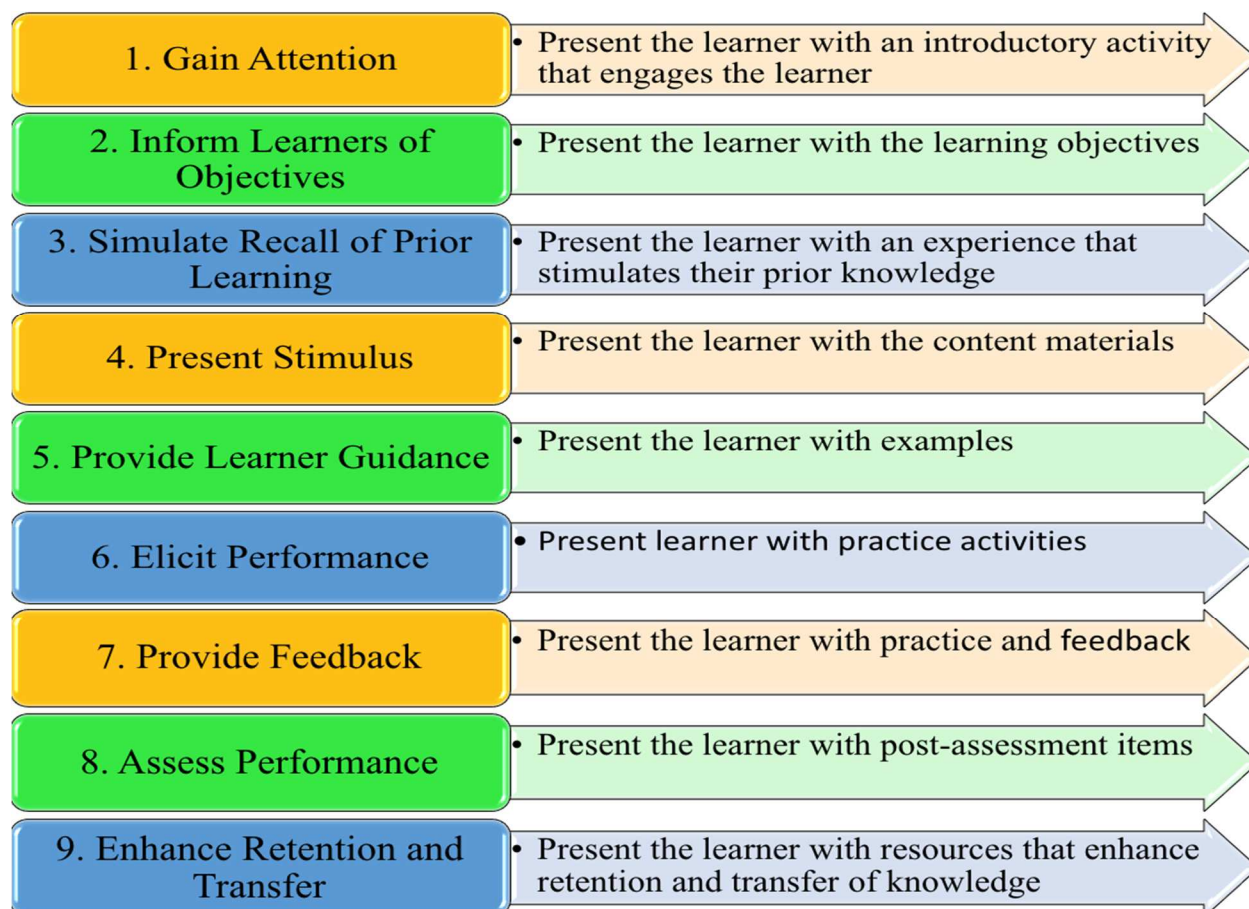 1. Gain Attention
• Present the learner with an introductory activity
that engages the learner
2. Inform Learners of
Objectives
• Present the learner with the learning objectives
3. Simulate Recall of Prior
Learning
• Present the learner with an experience that
stimulates their prior knowledge
4. Present Stimulus
• Present the learner with the content materials
5. Provide Learner Guidance
• Present the learner with examples
6. Elicit Performance
• Present learner with practice activities
7. Provide Feedback
• Present the learner with practice and feedback
8. Assess Performance
• Present the learner with post-assessment items
9. Enhance Retention and
Transfer
• Present the learner with resources that enhance
retention and transfer of knowledge